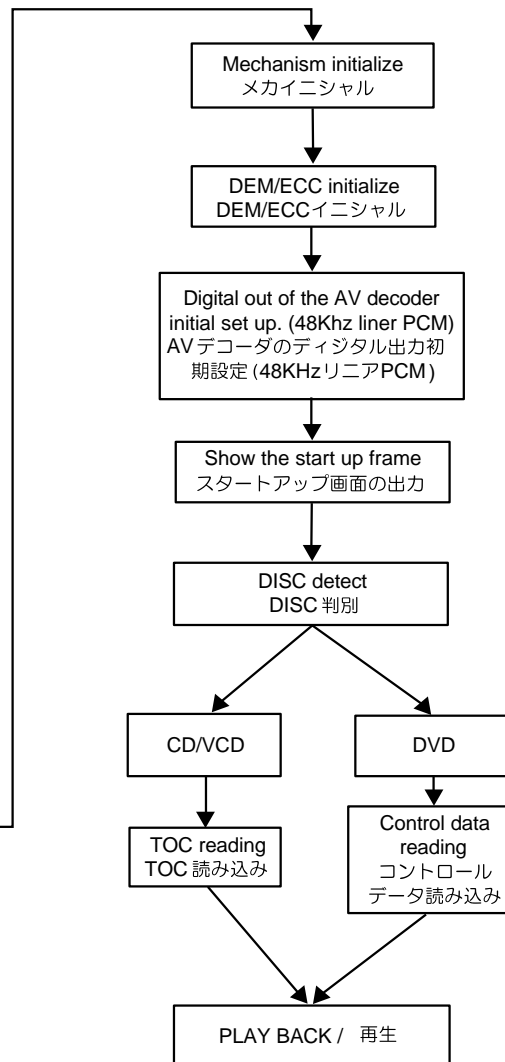 Mechanism initialize
メカイニシャル
DEM/ECC initialize
DEM/ECCイニシャル
Digital out of the AV decoder
initial set up. (48Khz liner PCM)
AVデコーダのディジタル出力初
期設定(48KHzリニアPCM)
Show the start up frame
スタートアップ画面の出力
DISC detect
DISC 判別
CD/VCD
DVD
TOC reading
TOC 読み込み
Control data
reading
コントロール
データ読み込み
PLAY BACK / 再生